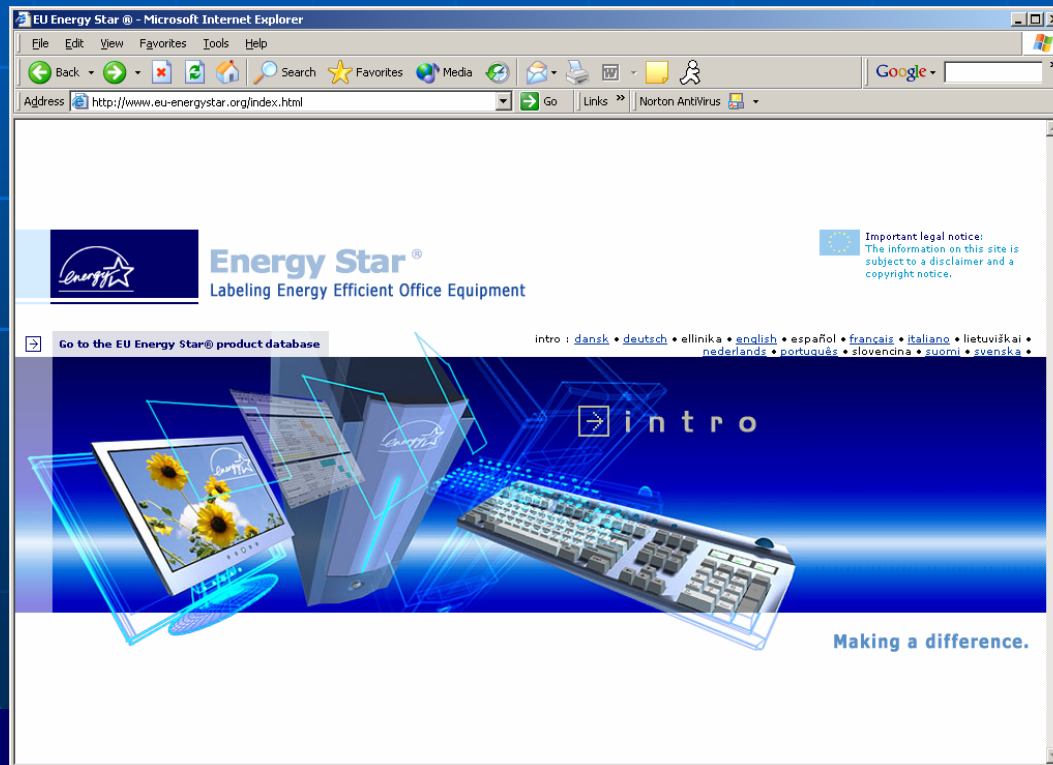 EU Energy Star ® - Microsoft Internet Explorer
File Edit View Favorites Tools Help
Back Search Favorites Media Google
Address http://www.eu-energystar.org/index.html Go Links » Norton AntiVirus
energy
Energy Star ®
Labeling Energy Efficient Office Equipment
Important legal notice:
The information on this site is
subject to a disclaimer and a
copyright notice.
Go to the EU Energy Star® product database
intro : dansk • deutsch • ellinika • english • español • français • italiano • lietuviškai •
nederlands • português • slovencina • suomi • svenska •
intro
energy
energy
Making a difference.